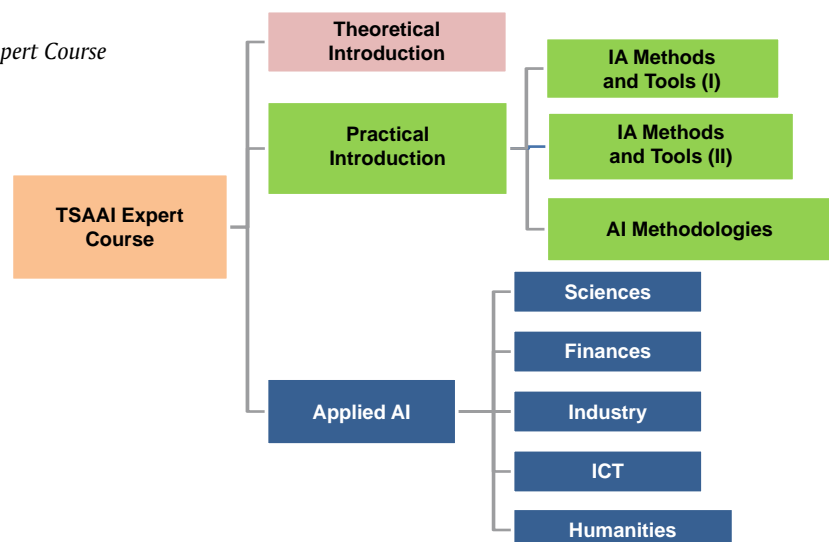 Course
Theoretical
Introduction
IA Methods
and Tools (I)
Practical
Introduction
IA Methods
and Tools (II)
TSAAI Expert
Course
AI Methodologies
Sciences
Finances
Applied AI
Industry
ICT
Humanities